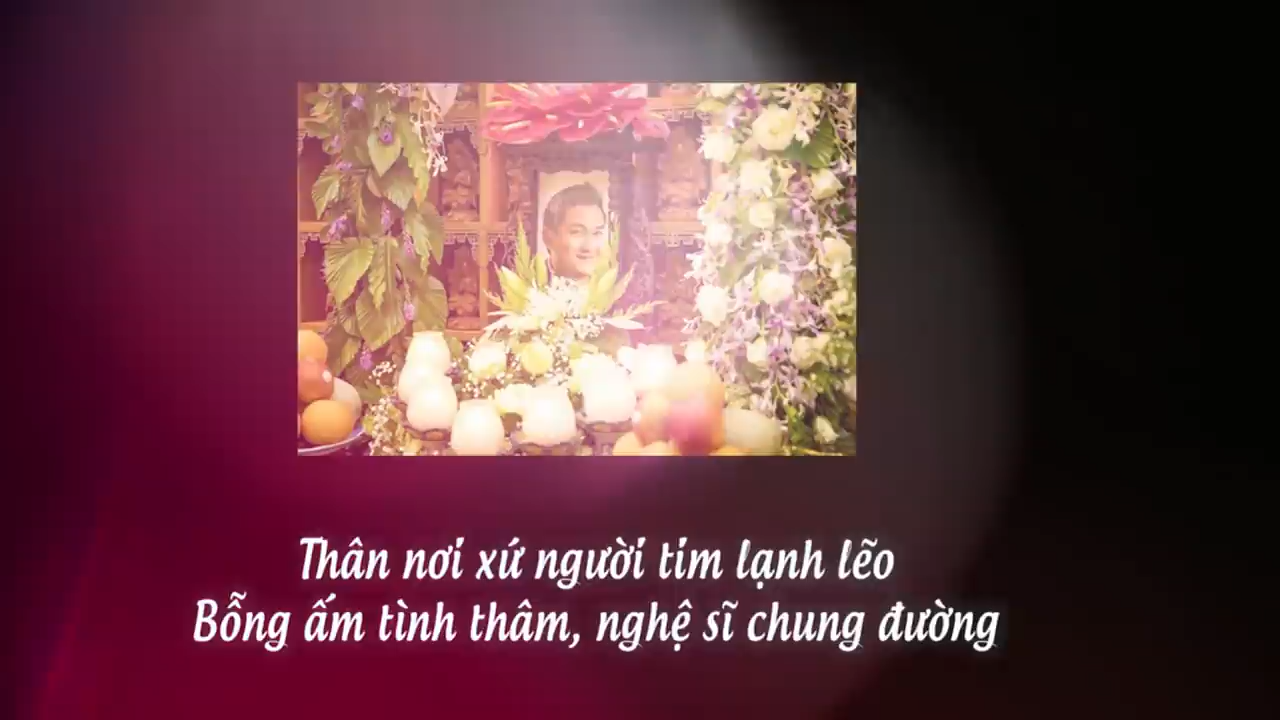 Thân nơi xứ người tim lạnh lẽo
Bỗng ấm tình thâm, nghệ sĩ chung đường